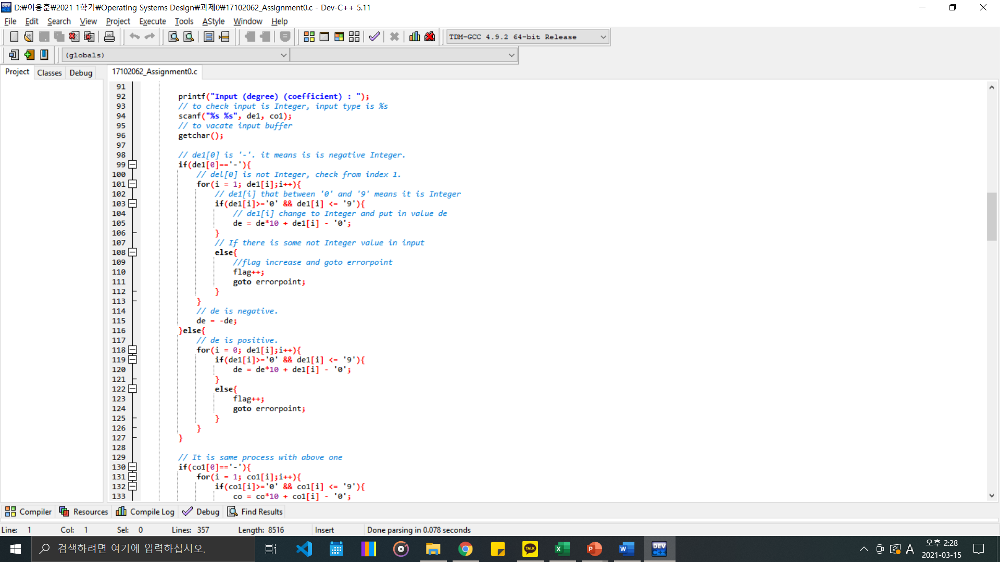 D:\이용훈\2021 1학기\Operating Systems Design\과제0\17102062_Assignment0.c - Dev-C++ 5.11
File Edit Search View Project Execute Tools AStyle Window Help
TDM-GCC 4.9.2 64-bit Release
(globals)
Project Classes Debug 17102062_Assignment0.c
91
92 printf("Input (degree) (coefficient) : ");
93 // to check input is Integer, input type is %s
94 scanf("%s %s", de1, co1);
95 // to vacate input buffer
96 getchar();
97
98 // de1[0] is '-'. it means is is negative Integer.
99 if(de1[0]=='-'){
100 // del[0] is not Integer, check from index 1.
101 for(i = 1; de1[i];i++){
102 // de1[i] that between '0' and '9' means it is Integer
103 if(de1[i]>='0' && de1[i] <= '9'){
104 // de1[i] change to Integer and put in value de
105 de = de*10 + de1[i] - '0';
106 }
107 // If there is some not Integer value in input
108 else{
109 //flag increase and goto errorpoint
110 flag++;
111 goto errorpoint;
112 }
113 }
114 // de is negative.
115 de = -de;
116 }else{
117 // de is positive.
118 for(i = 0; de1[i];i++){
119 if(de1[i]>='0' && de1[i] <= '9'){
120 de = de*10 + de1[i] - '0';
121 }
122 else{
123 flag++;
124 goto errorpoint;
125 }
126 }
127 }
128
129 // It is same process with above one
130 if(co1[0]=='-'){
131 for(i = 1; co1[i];i++){
132 if(co1[i]>='0' && co1[i] <= '9'){
133 co = co*10 + co1[i] - '0';
Compiler Resources Compile Log Debug Find Results
Line: 1 Col: 1 Sel: 0 Lines: 357 Length: 8516 Insert Done parsing in 0.078 seconds
검색하려면 여기에 입력하십시오.
TALK
DEV C++
A
오후 2:28
2021-03-15